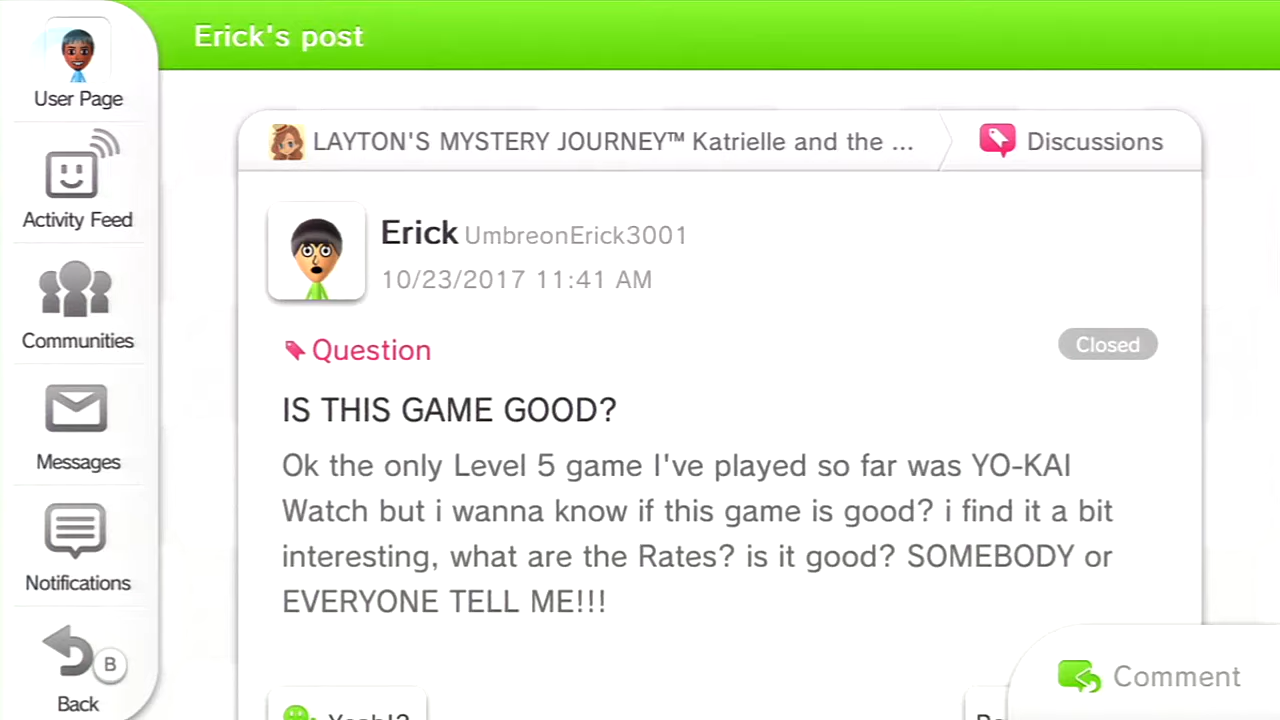 Erick's post
User Page
Activity Feed
Communities
Messages
Notifications
B
Back
LAYTON'S MYSTERY JOURNEY™ Katrielle and the ...
Discussions
Erick UmbreonErick3001
10/23/2017 11:41 AM
Question
Closed
IS THIS GAME GOOD?
Ok the only Level 5 game I've played so far was YO-KAI
Watch but i wanna know if this game is good? i find it a bit
interesting, what are the Rates? is it good? SOMEBODY or
EVERYONE TELL ME!!!
Comment
Yeah!2